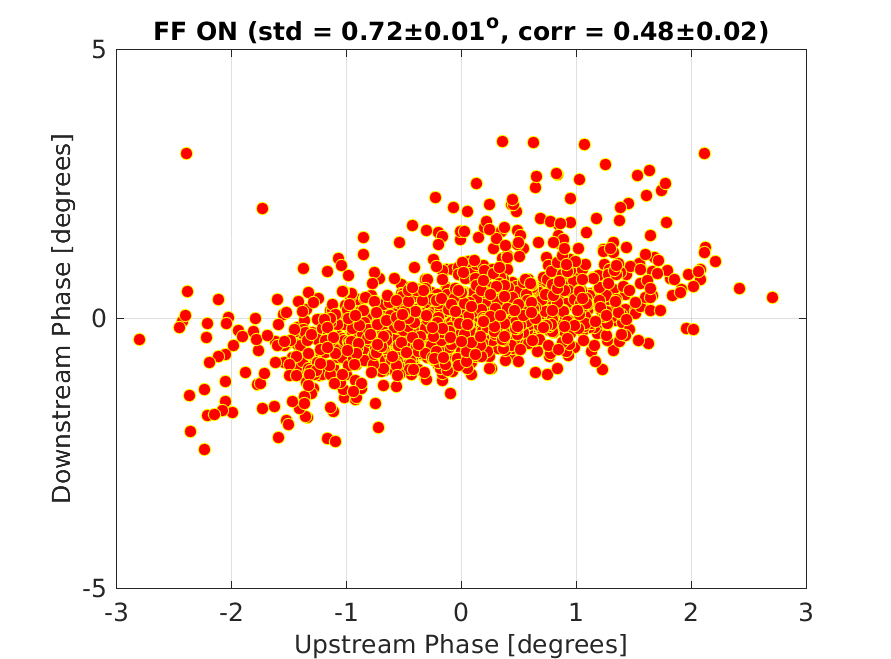 FF ON (std = 0.72±0.01o, corr = 0.48±0.02)
5
0
-5
Downstream Phase [degrees]
-3 -2 -1 0 1 2 3
Upstream Phase [degrees]